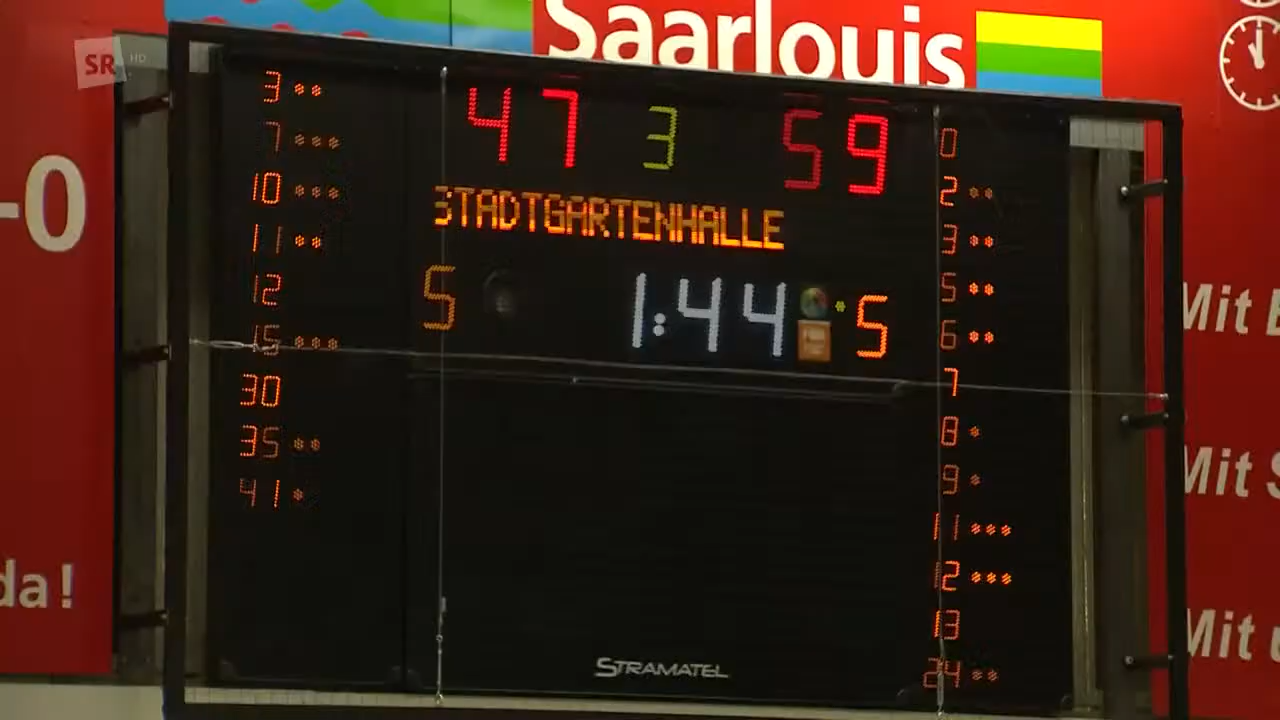 SR HD
Saarlouis
-0
da!
3
7
10
11
12
15
30
35
41
47 3 59
STADTGARTENHALLE
5 1:44 5
0
2
3
5
6
7
8
9
11
12
13
24
STRAMATEL
Mit
Mit
Mit